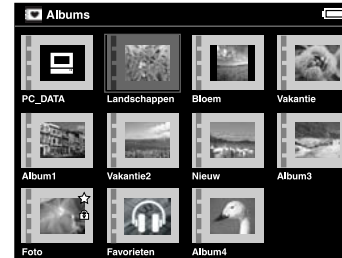 Albums
PC_DATA Landschappen Bloem Vakantie
Album1 Vakantie2 Nieuw Album3
Foto Favorieten Album4